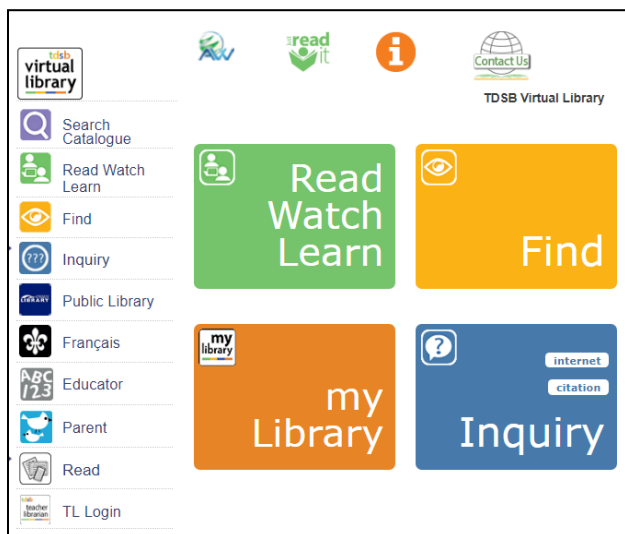 tdsb
virtual
library
Search
Catalogue
Read Watch
Learn
Find
???
Inquiry
LIBRARY
Public Library
Français
ABC
123
Educator
Parent
Read
tdsb
teacher
librarian
TL Login
AW
read
it
i
Contact Us
TDSB Virtual Library
Read
Watch
Learn
Find
my
library
my
Library
?
internet
citation
Inquiry